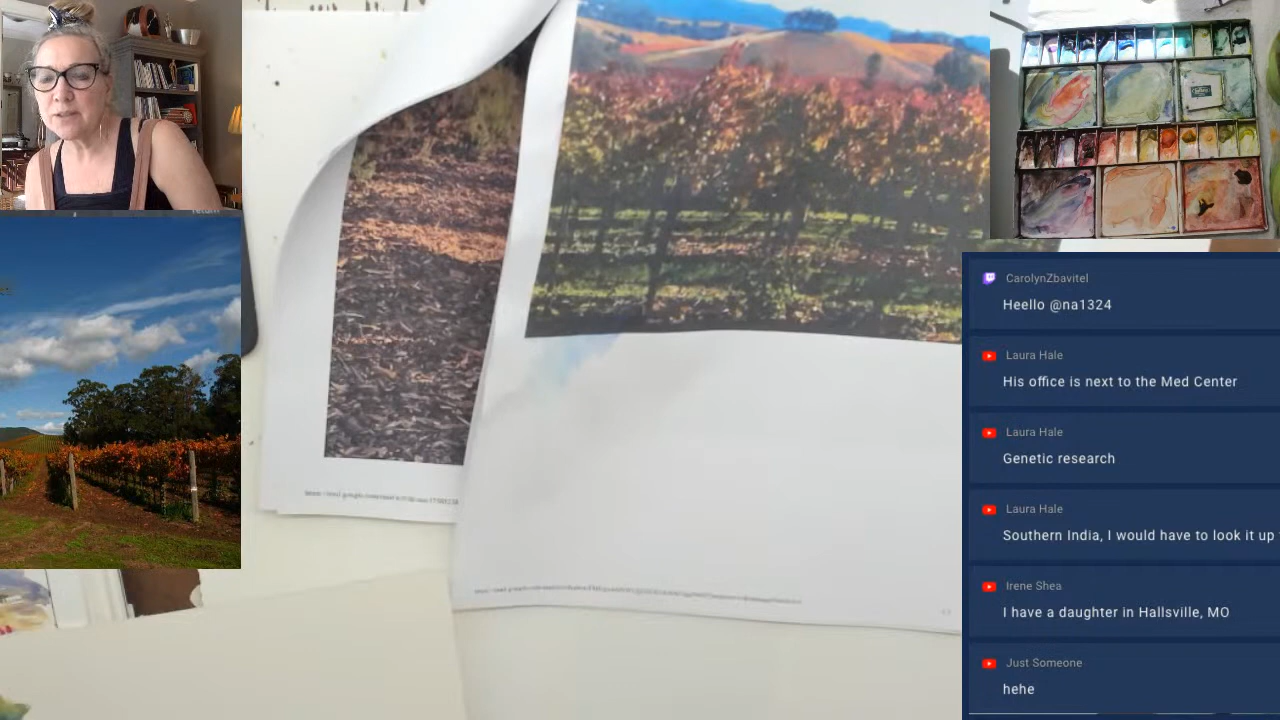 CarolynZbavitel
Heello @na1324
Laura Hale
His office is next to the Med Center
Laura Hale
Genetic research
Laura Hale
Southern India, I would have to look it up
Irene Shea
I have a daughter in Hallsville, MO
Just Someone
hehe